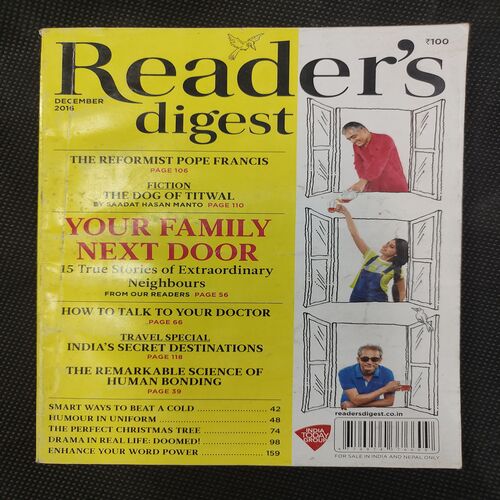 Reader's
digest
₹100
DECEMBER
2016
THE REFORMIST POPE FRANCIS
PAGE 106
FICTION
THE DOG OF TITWAL
BY SAADAT HASAN MANTO PAGE 110
YOUR FAMILY
NEXT DOOR
15 True Stories of Extraordinary
Neighbours
FROM OUR READERS PAGE 56
HOW TO TALK TO YOUR DOCTOR
PAGE 66
TRAVEL SPECIAL
INDIA'S SECRET DESTINATIONS
PAGE 118
THE REMARKABLE SCIENCE OF
HUMAN BONDING
PAGE 39
SMART WAYS TO BEAT A COLD .................... 42
HUMOUR IN UNIFORM .................... 48
THE PERFECT CHRISTMAS TREE .................... 74
DRAMA IN REAL LIFE: DOOMED! .................... 98
ENHANCE YOUR WORD POWER .................... 159
readersdigest.co.in
INDIA
TODAY
GROUP
FOR SALE IN INDIA AND NEPAL ONLY